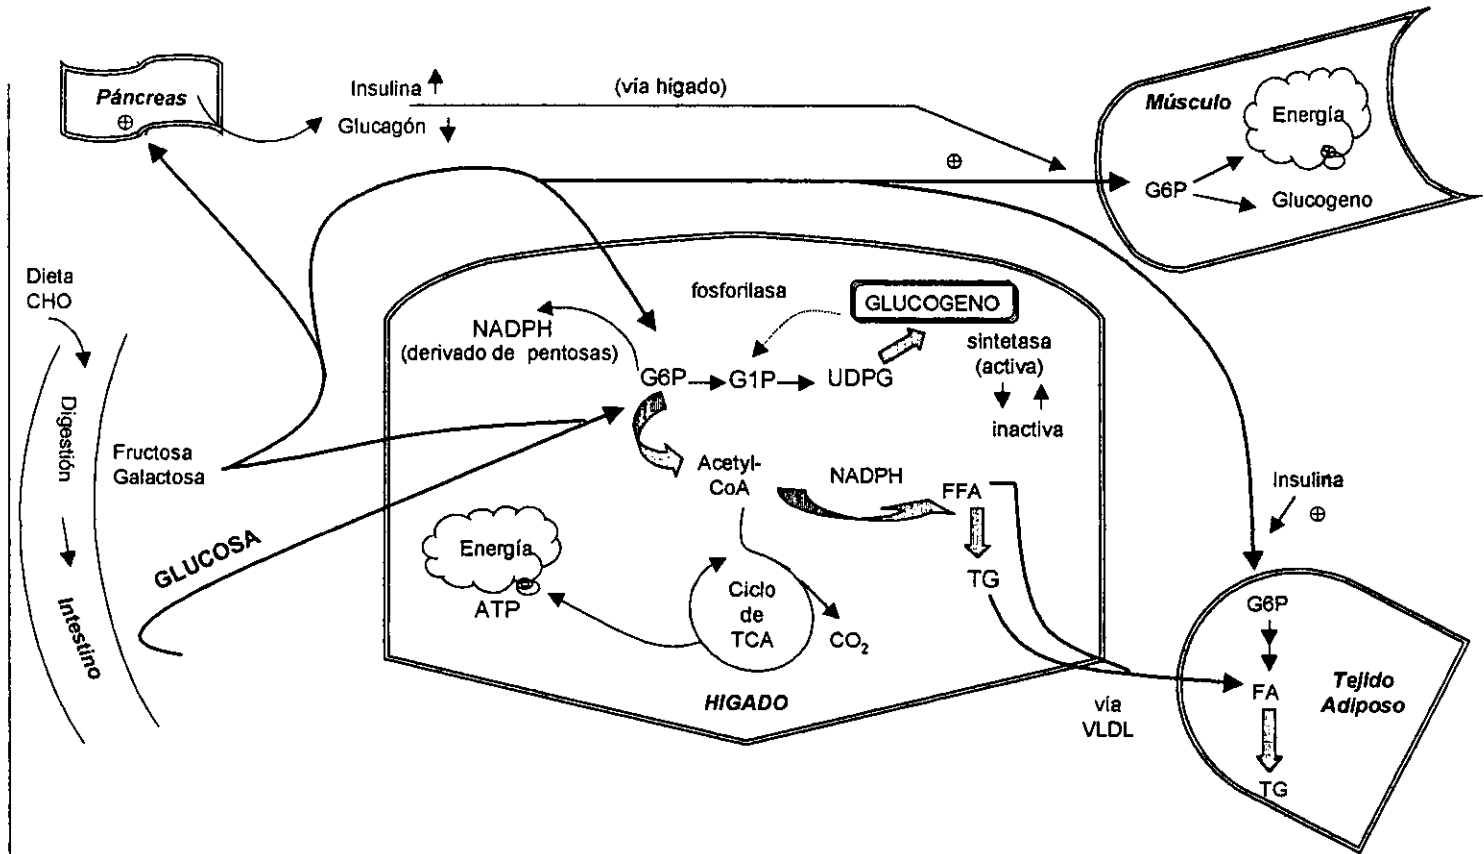 Páncreas
⊕
Insulina ↑
Glucagón ↓
(vía hígado)
⊕
Músculo
Energía
G6P
Glucogeno
Dieta
CHO
Digestión
Intestino
Fructosa
Galactosa
GLUCOSA
NADPH
(derivado de pentosas)
fosforilasa
GLUCOGENO
sintetasa
(activa)
inactiva
G6P
G1P
UDPG
Acetyl-
CoA
NADPH
FFA
TG
Energía
ATP
Ciclo
de
TCA
CO₂
HIGADO
vía
VLDL
Insulina
⊕
G6P
FA
TG
Tejido
Adiposo